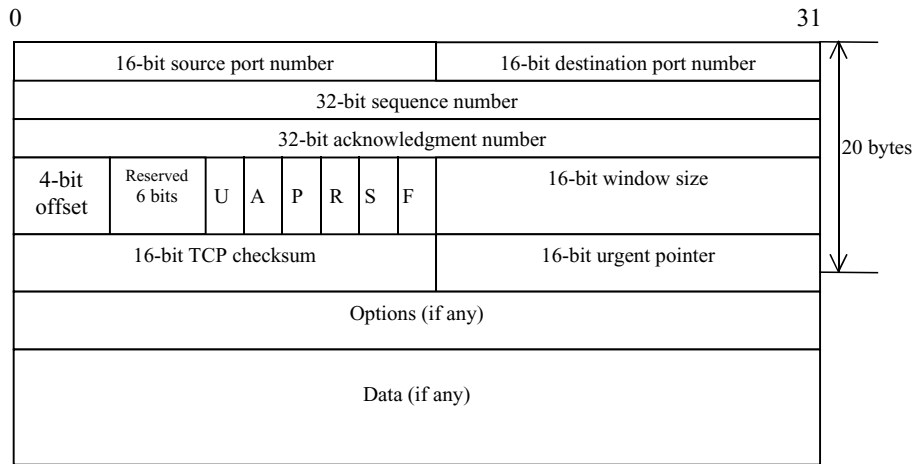 0 31
16-bit source port number 16-bit destination port number
32-bit sequence number
32-bit acknowledgment number
20 bytes
4-bit offset Reserved 6 bits U A P R S F 16-bit window size
16-bit TCP checksum 16-bit urgent pointer
Options (if any)
Data (if any)